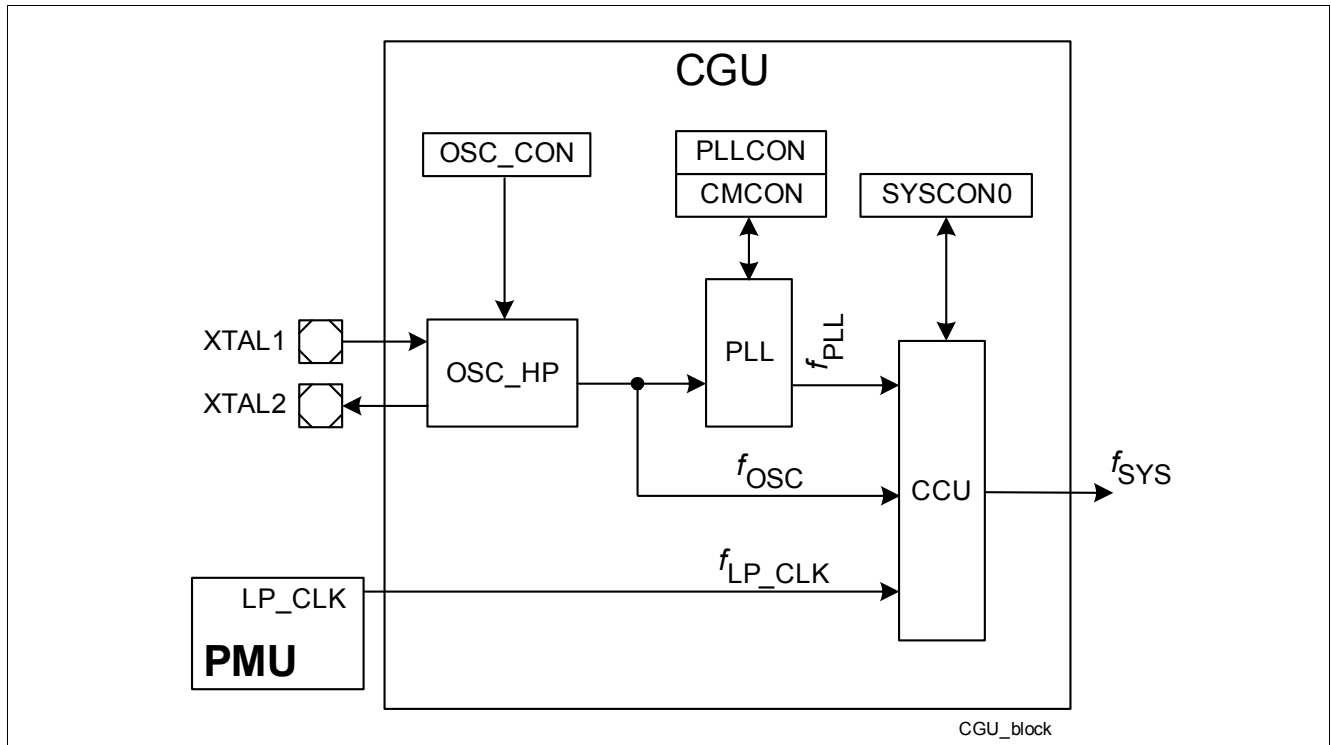 CGU
OSC_CON
PLLCON
CMCON
SYSCON0
XTAL1
XTAL2
OSC_HP
PLL
fPLL
fOSC
CCU
fSYS
fLP_CLK
LP_CLK
PMU
CGU_block